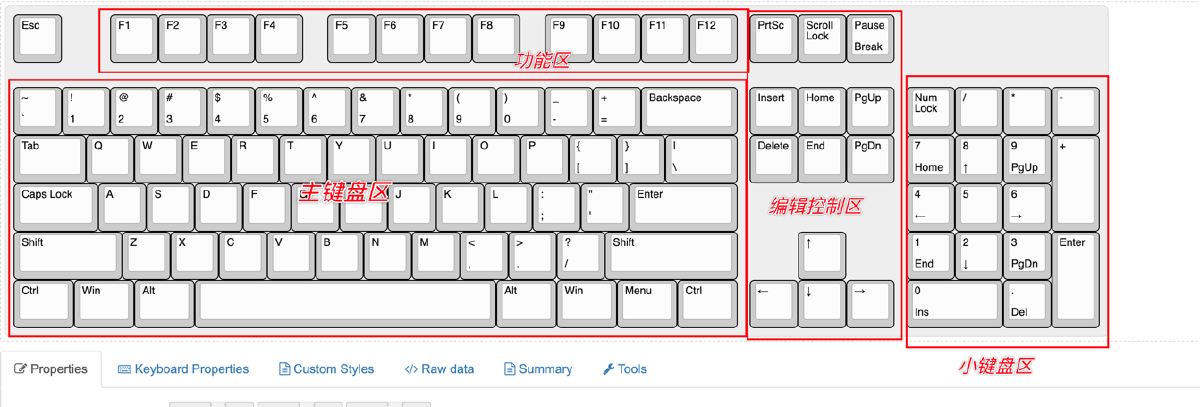 Esc F1 F2 F3 F4 F5 F6 F7 F8 F9 F10 F11 F12 PrtSc Scroll Lock Pause Break
功能区
~ ` ! 1 @ 2 # 3 $ 4 % 5 ^ 6 & 7 * 8 ( 9 ) 0 _ - + = Backspace Insert Home PgUp Num Lock / * -
Tab Q W E R T Y U I O P { [ } ] | \ Delete End PgDn 7 Home 8 ↑ 9 PgUp +
Caps Lock A S D F G J K L : ; " ' Enter 4 ← 5 6 →
主键盘区
编辑控制区
Shift Z X C V B N M < , > . ? / Shift ↑ 1 End 2 ↓ 3 PgDn Enter
Ctrl Win Alt Alt Win Menu Ctrl ← ↓ → 0 Ins . Del
小键盘区
Properties Keyboard Properties Custom Styles </> Raw data Summary Tools